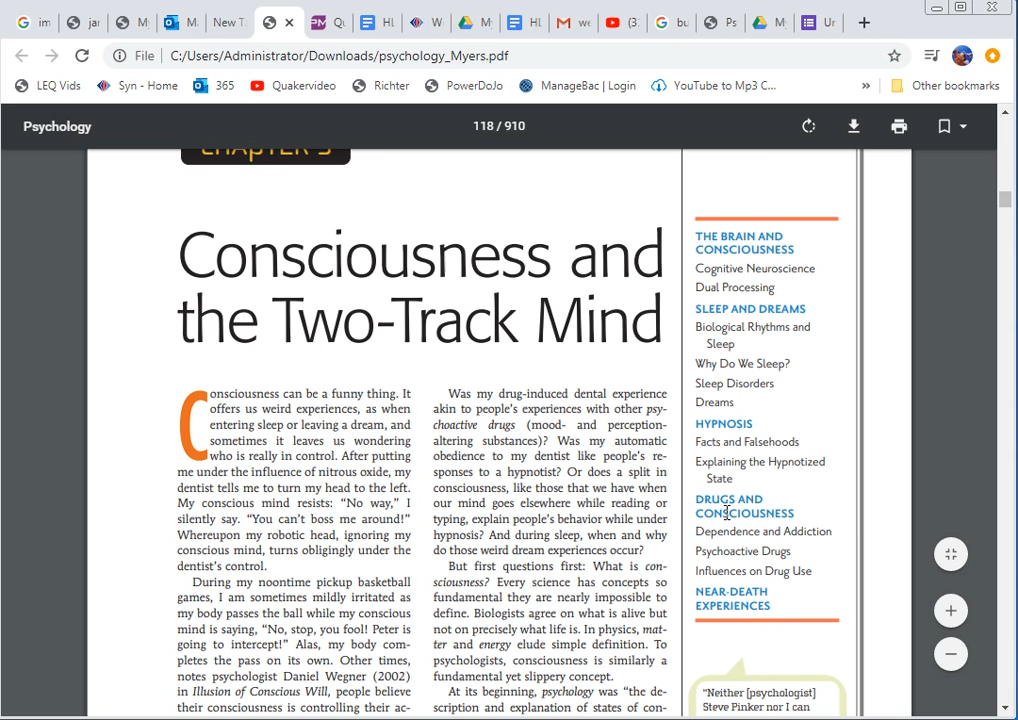 im
jar
My
M
New T
Qu
HL
W
My
HL
we
(3
bu
Ps
My
Ur
File
C:/Users/Administrator/Downloads/psychology_Myers.pdf
LEQ Vids
Syn - Home
365
Quakervideo
Richter
PowerDoJo
ManageBac | Login
YouTube to Mp3 C...
»
Other bookmarks
Psychology
118 / 910
CHAPTER 3
Consciousness and
the Two-Track Mind
Consciousness can be a funny thing. It
offers us weird experiences, as when
entering sleep or leaving a dream, and
sometimes it leaves us wondering
who is really in control. After putting
me under the influence of nitrous oxide, my
dentist tells me to turn my head to the left.
My conscious mind resists: “No way,” I
silently say. “You can’t boss me around!”
Whereupon my robotic head, ignoring my
conscious mind, turns obligingly under the
dentist’s control.
During my noontime pickup basketball
games, I am sometimes mildly irritated as
my body passes the ball while my conscious
mind is saying, “No, stop, you fool! Peter is
going to intercept!” Alas, my body com-
pletes the pass on its own. Other times,
notes psychologist Daniel Wegner (2002)
in Illusion of Conscious Will, people believe
their consciousness is controlling their ac-
Was my drug-induced dental experience
akin to people’s experiences with other psy-
choactive drugs (mood- and perception-
altering substances)? Was my automatic
obedience to my dentist like people’s re-
sponses to a hypnotist? Or does a split in
consciousness, like those that we have when
our mind goes elsewhere while reading or
typing, explain people’s behavior while under
hypnosis? And during sleep, when and why
do those weird dream experiences occur?
But first questions first: What is con-
sciousness? Every science has concepts so
fundamental they are nearly impossible to
define. Biologists agree on what is alive but
not on precisely what life is. In physics, mat-
ter and energy elude simple definition. To
psychologists, consciousness is similarly a
fundamental yet slippery concept.
At its beginning, psychology was “the de-
scription and explanation of states of con-
THE BRAIN AND
CONSCIOUSNESS
Cognitive Neuroscience
Dual Processing
SLEEP AND DREAMS
Biological Rhythms and
Sleep
Why Do We Sleep?
Sleep Disorders
Dreams
HYPNOSIS
Facts and Falsehoods
Explaining the Hypnotized
State
DRUGS AND
CONSCIOUSNESS
Dependence and Addiction
Psychoactive Drugs
Influences on Drug Use
NEAR-DEATH
EXPERIENCES
“Neither [psychologist]
Steve Pinker nor I can